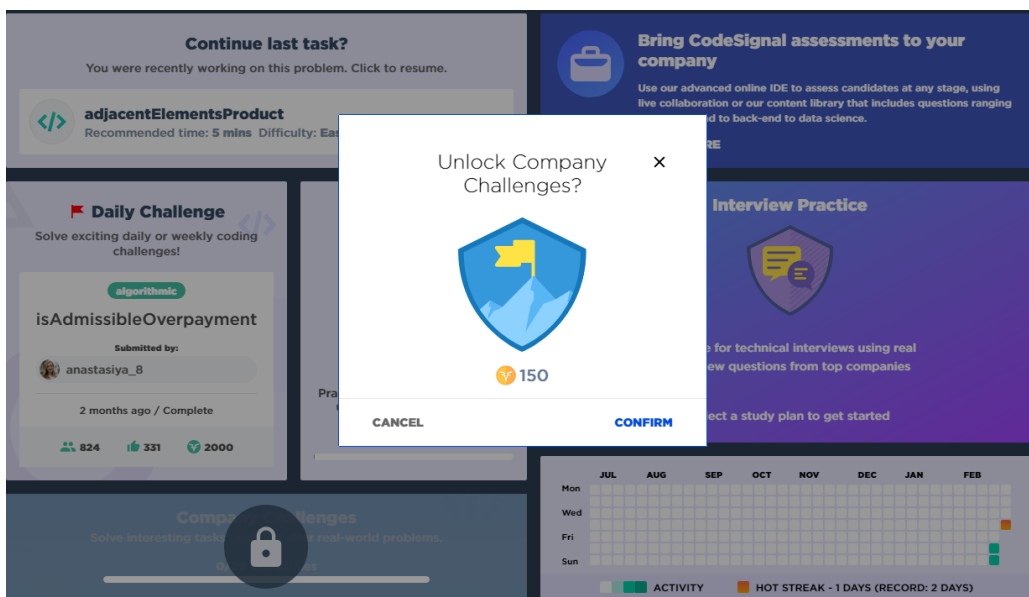 Continue last task?
You were recently working on this problem. Click to resume.
</>
adjacentElementsProduct
Recommended time: 5 mins Difficulty:
Bring CodeSignal assessments to your
company
Use our advanced online IDE to assess candidates at any stage, using
live collaboration or our content library that includes questions ranging
to back-end to data science.
Unlock Company
Challenges?
150
CANCEL
CONFIRM
Daily Challenge
Solve exciting daily or weekly coding
challenges!
algorithmic
isAdmissibleOverpayment
Submitted by:
anastasiya_8
2 months ago / Complete
824 331 2000
Interview Practice
for technical interviews using real
questions from top companies
a study plan to get started
Solve interesting real-world problems.
JUL AUG SEP OCT NOV DEC JAN FEB
Mon
Wed
Fri
Sun
ACTIVITY HOT STREAK - 1 DAYS (RECORD: 2 DAYS)